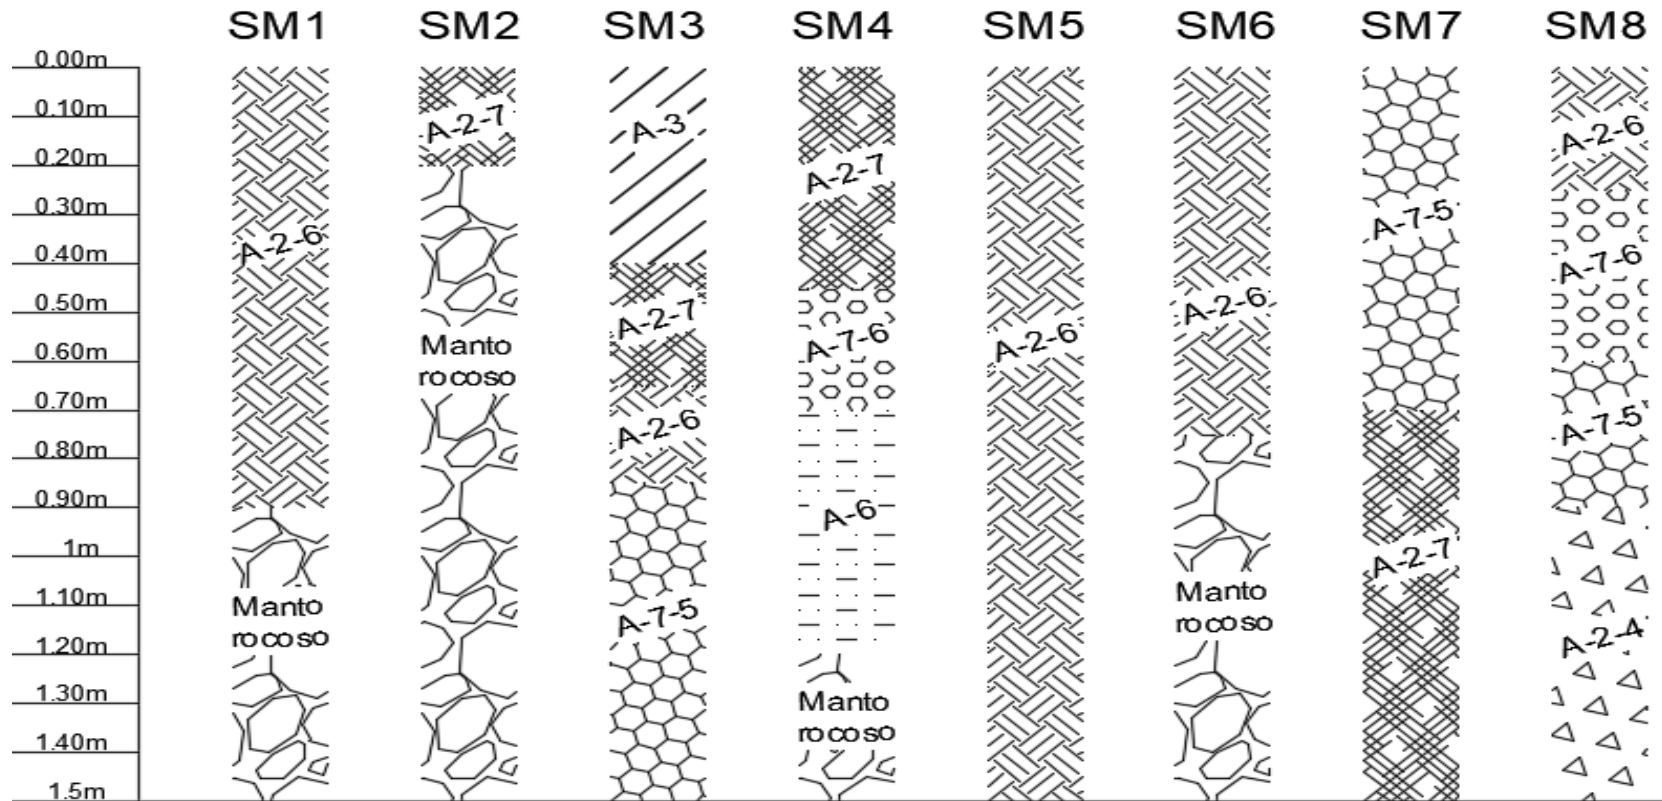 SM1 SM2 SM3 SM4 SM5 SM6 SM7 SM8
0.00m
0.10m
0.20m
0.30m
0.40m
0.50m
0.60m
0.70m
0.80m
0.90m
1m
1.10m
1.20m
1.30m
1.40m
1.5m
A-2-6
Manto
rocoso
A-2-7
Manto
rocoso
A-3
A-2-7
A-2-6
A-7-5
A-2-7
A-7-6
A-6
Manto
rocoso
A-2-6
A-2-6
Manto
rocoso
A-7-5
A-2-7
A-2-6
A-7-6
A-7-5
A-2-4